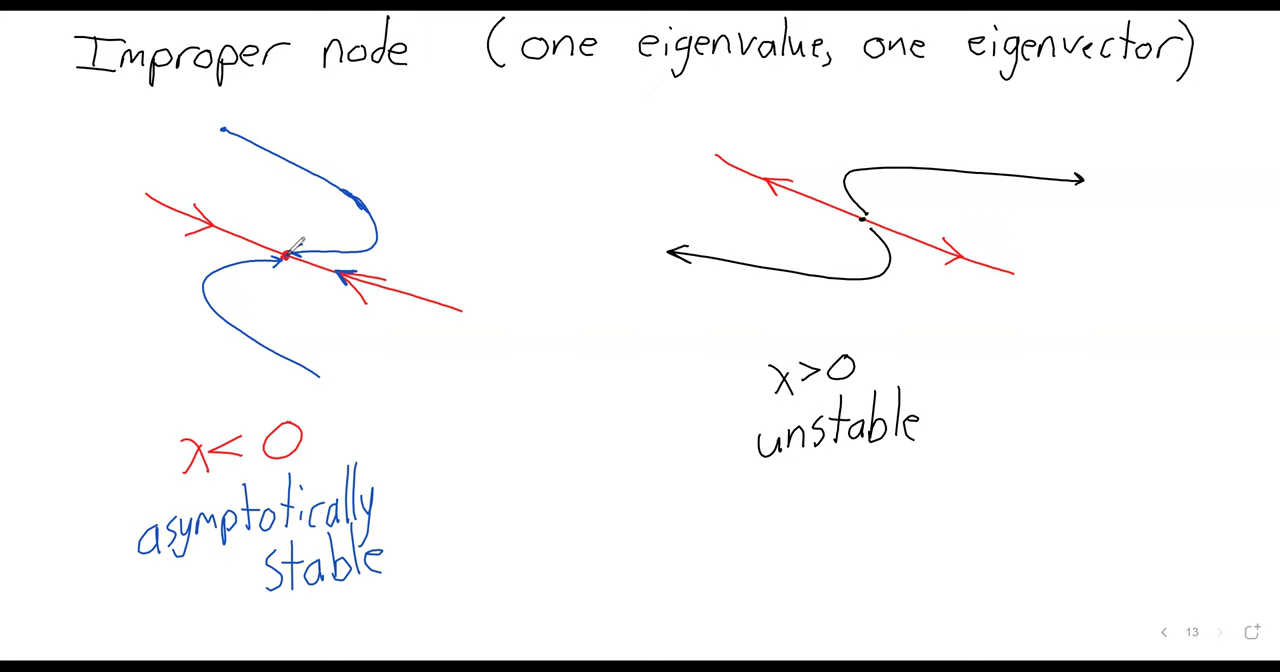 Improper node (one eigenvalue, one eigenvector)
λ < 0
asymptotically
stable
λ > 0
unstable
13